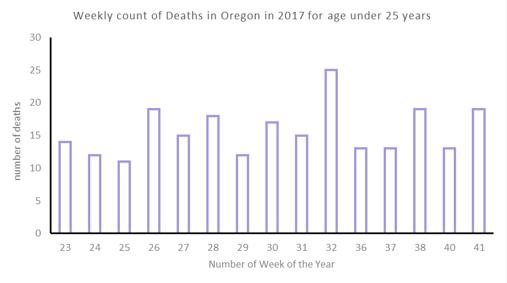 Weekly count of Deaths in Oregon in 2017 for age under 25 years
30
25
20
15
10
5
0
number of deaths
23 24 25 26 27 28 29 30 31 32 36 37 38 40 41
Number of Week of the Year